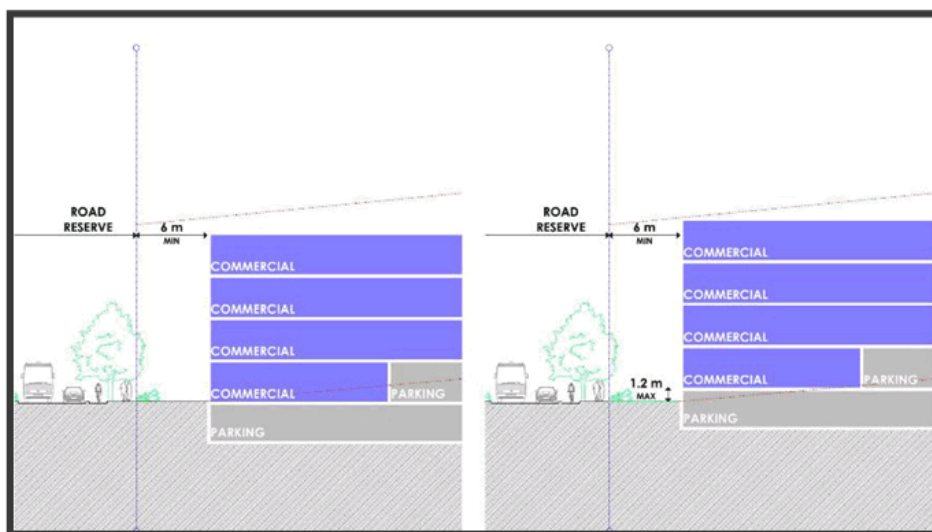 ROAD
RESERVE
6 m
MIN
COMMERCIAL
COMMERCIAL
COMMERCIAL
COMMERCIAL
PARKING
PARKING
ROAD
RESERVE
6 m
MIN
COMMERCIAL
COMMERCIAL
COMMERCIAL
COMMERCIAL
PARKING
1.2 m
MAX
PARKING